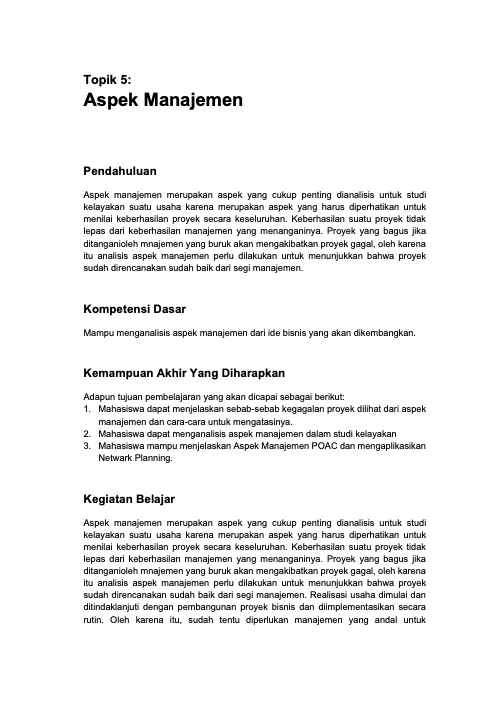 Topik 5:
Aspek Manajemen
Pendahuluan
Aspek manajemen merupakan aspek yang cukup penting dianalisis untuk studi
kelayakan suatu usaha karena merupakan aspek yang harus diperhatikan untuk
menilai keberhasilan proyek secara keseluruhan. Keberhasilan suatu proyek tidak
lepas dari keberhasilan manajemen yang menanganinya. Proyek yang bagus jika
ditanganioleh mnajemen yang buruk akan mengakibatkan proyek gagal, oleh karena
itu analisis aspek manajemen perlu dilakukan untuk menunjukkan bahwa proyek
sudah direncanakan sudah baik dari segi manajemen.
Kompetensi Dasar
Mampu menganalisis aspek manajemen dari ide bisnis yang akan dikembangkan.
Kemampuan Akhir Yang Diharapkan
Adapun tujuan pembelajaran yang akan dicapai sebagai berikut:
1. Mahasiswa dapat menjelaskan sebab-sebab kegagalan proyek dilihat dari aspek
manajemen dan cara-cara untuk mengatasinya.
2. Mahasiswa dapat menganalisis aspek manajemen dalam studi kelayakan
3. Mahasiswa mampu menjelaskan Aspek Manajemen POAC dan mengaplikasikan
Netwark Planning.
Kegiatan Belajar
Aspek manajemen merupakan aspek yang cukup penting dianalisis untuk studi
kelayakan suatu usaha karena merupakan aspek yang harus diperhatikan untuk
menilai keberhasilan proyek secara keseluruhan. Keberhasilan suatu proyek tidak
lepas dari keberhasilan manajemen yang menanganinya. Proyek yang bagus jika
ditanganioleh mnajemen yang buruk akan mengakibatkan proyek gagal, oleh karena
itu analisis aspek manajemen perlu dilakukan untuk menunjukkan bahwa proyek
sudah direncanakan sudah baik dari segi manajemen. Realisasi usaha dimulai dan
ditindaklanjuti dengan pembangunan proyek bisnis dan diimplementasikan secara
rutin. Oleh karena itu, sudah tentu diperlukan manajemen yang andal untuk